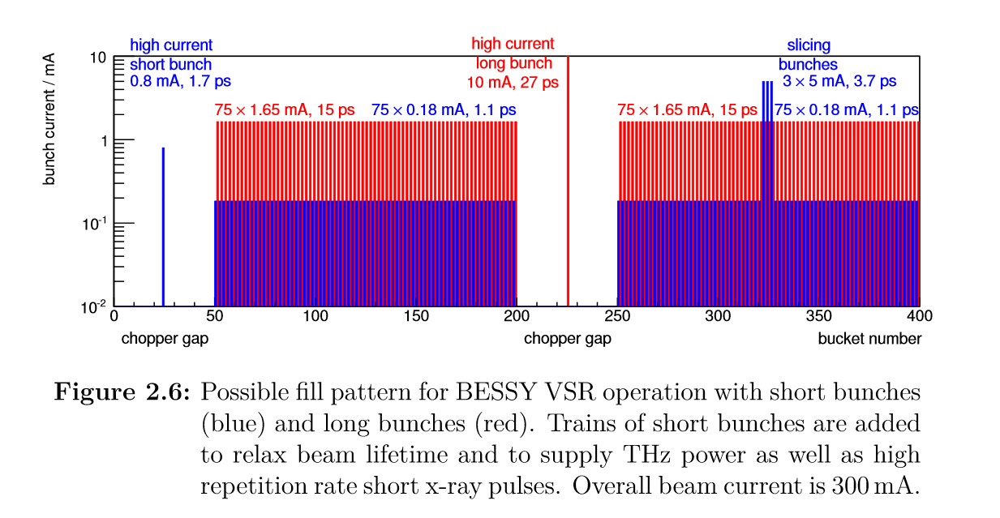 high current
short bunch
0.8 mA, 1.7 ps
high current
long bunch
10 mA, 27 ps
slicing
bunches
3 × 5 mA, 3.7 ps
75 × 1.65 mA, 15 ps
75 × 0.18 mA, 1.1 ps
75 × 1.65 mA, 15 ps
75 × 0.18 mA, 1.1 ps
bunch current / mA
10
1
10⁻¹
10⁻²
0 50 100 150 200 250 300 350 400
chopper gap chopper gap bucket number
Figure 2.6: Possible fill pattern for BESSY VSR operation with short bunches
(blue) and long bunches (red). Trains of short bunches are added
to relax beam lifetime and to supply THz power as well as high
repetition rate short x-ray pulses. Overall beam current is 300 mA.